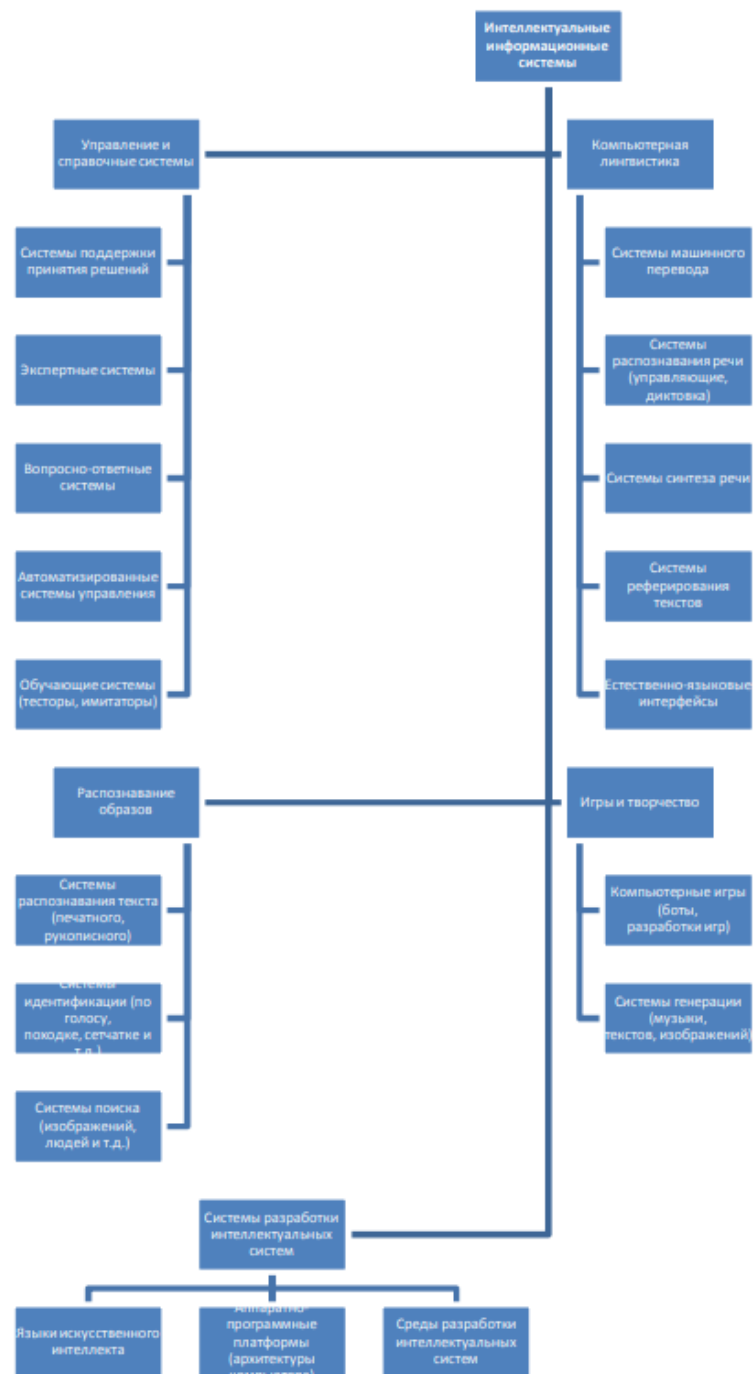 Интеллектуальные
информационные
системы
Управление и
справочные системы
Компьютерная
лингвистика
Системы поддержки
принятия решений
Системы машинного
перевода
Экспертные системы
Системы
распознавания речи
(управляющие,
диктовка)
Вопросно-ответные
системы
Системы синтеза речи
Автоматизированные
системы управления
Системы
реферирования
текстов
Обучающие системы
(тесторы, имитаторы)
Естественно-языковые
интерфейсы
Распознавание
образов
Игры и творчество
Системы
распознавания текста
(печатного,
рукописного)
Компьютерные игры
(боты,
разработки игр)
Системы
идентификации (по
голосу,
походке, сетчатке и
т.д.)
Системы генерации
(музыки,
текстов, изображений)
Системы поиска
(изображений,
людей и т.д.)
Системы разработки
интеллектуальных
систем
Языки искусственного
интеллекта
Аппаратно-
программные
платформы
(архитектуры
Среды разработки
интеллектуальных
систем